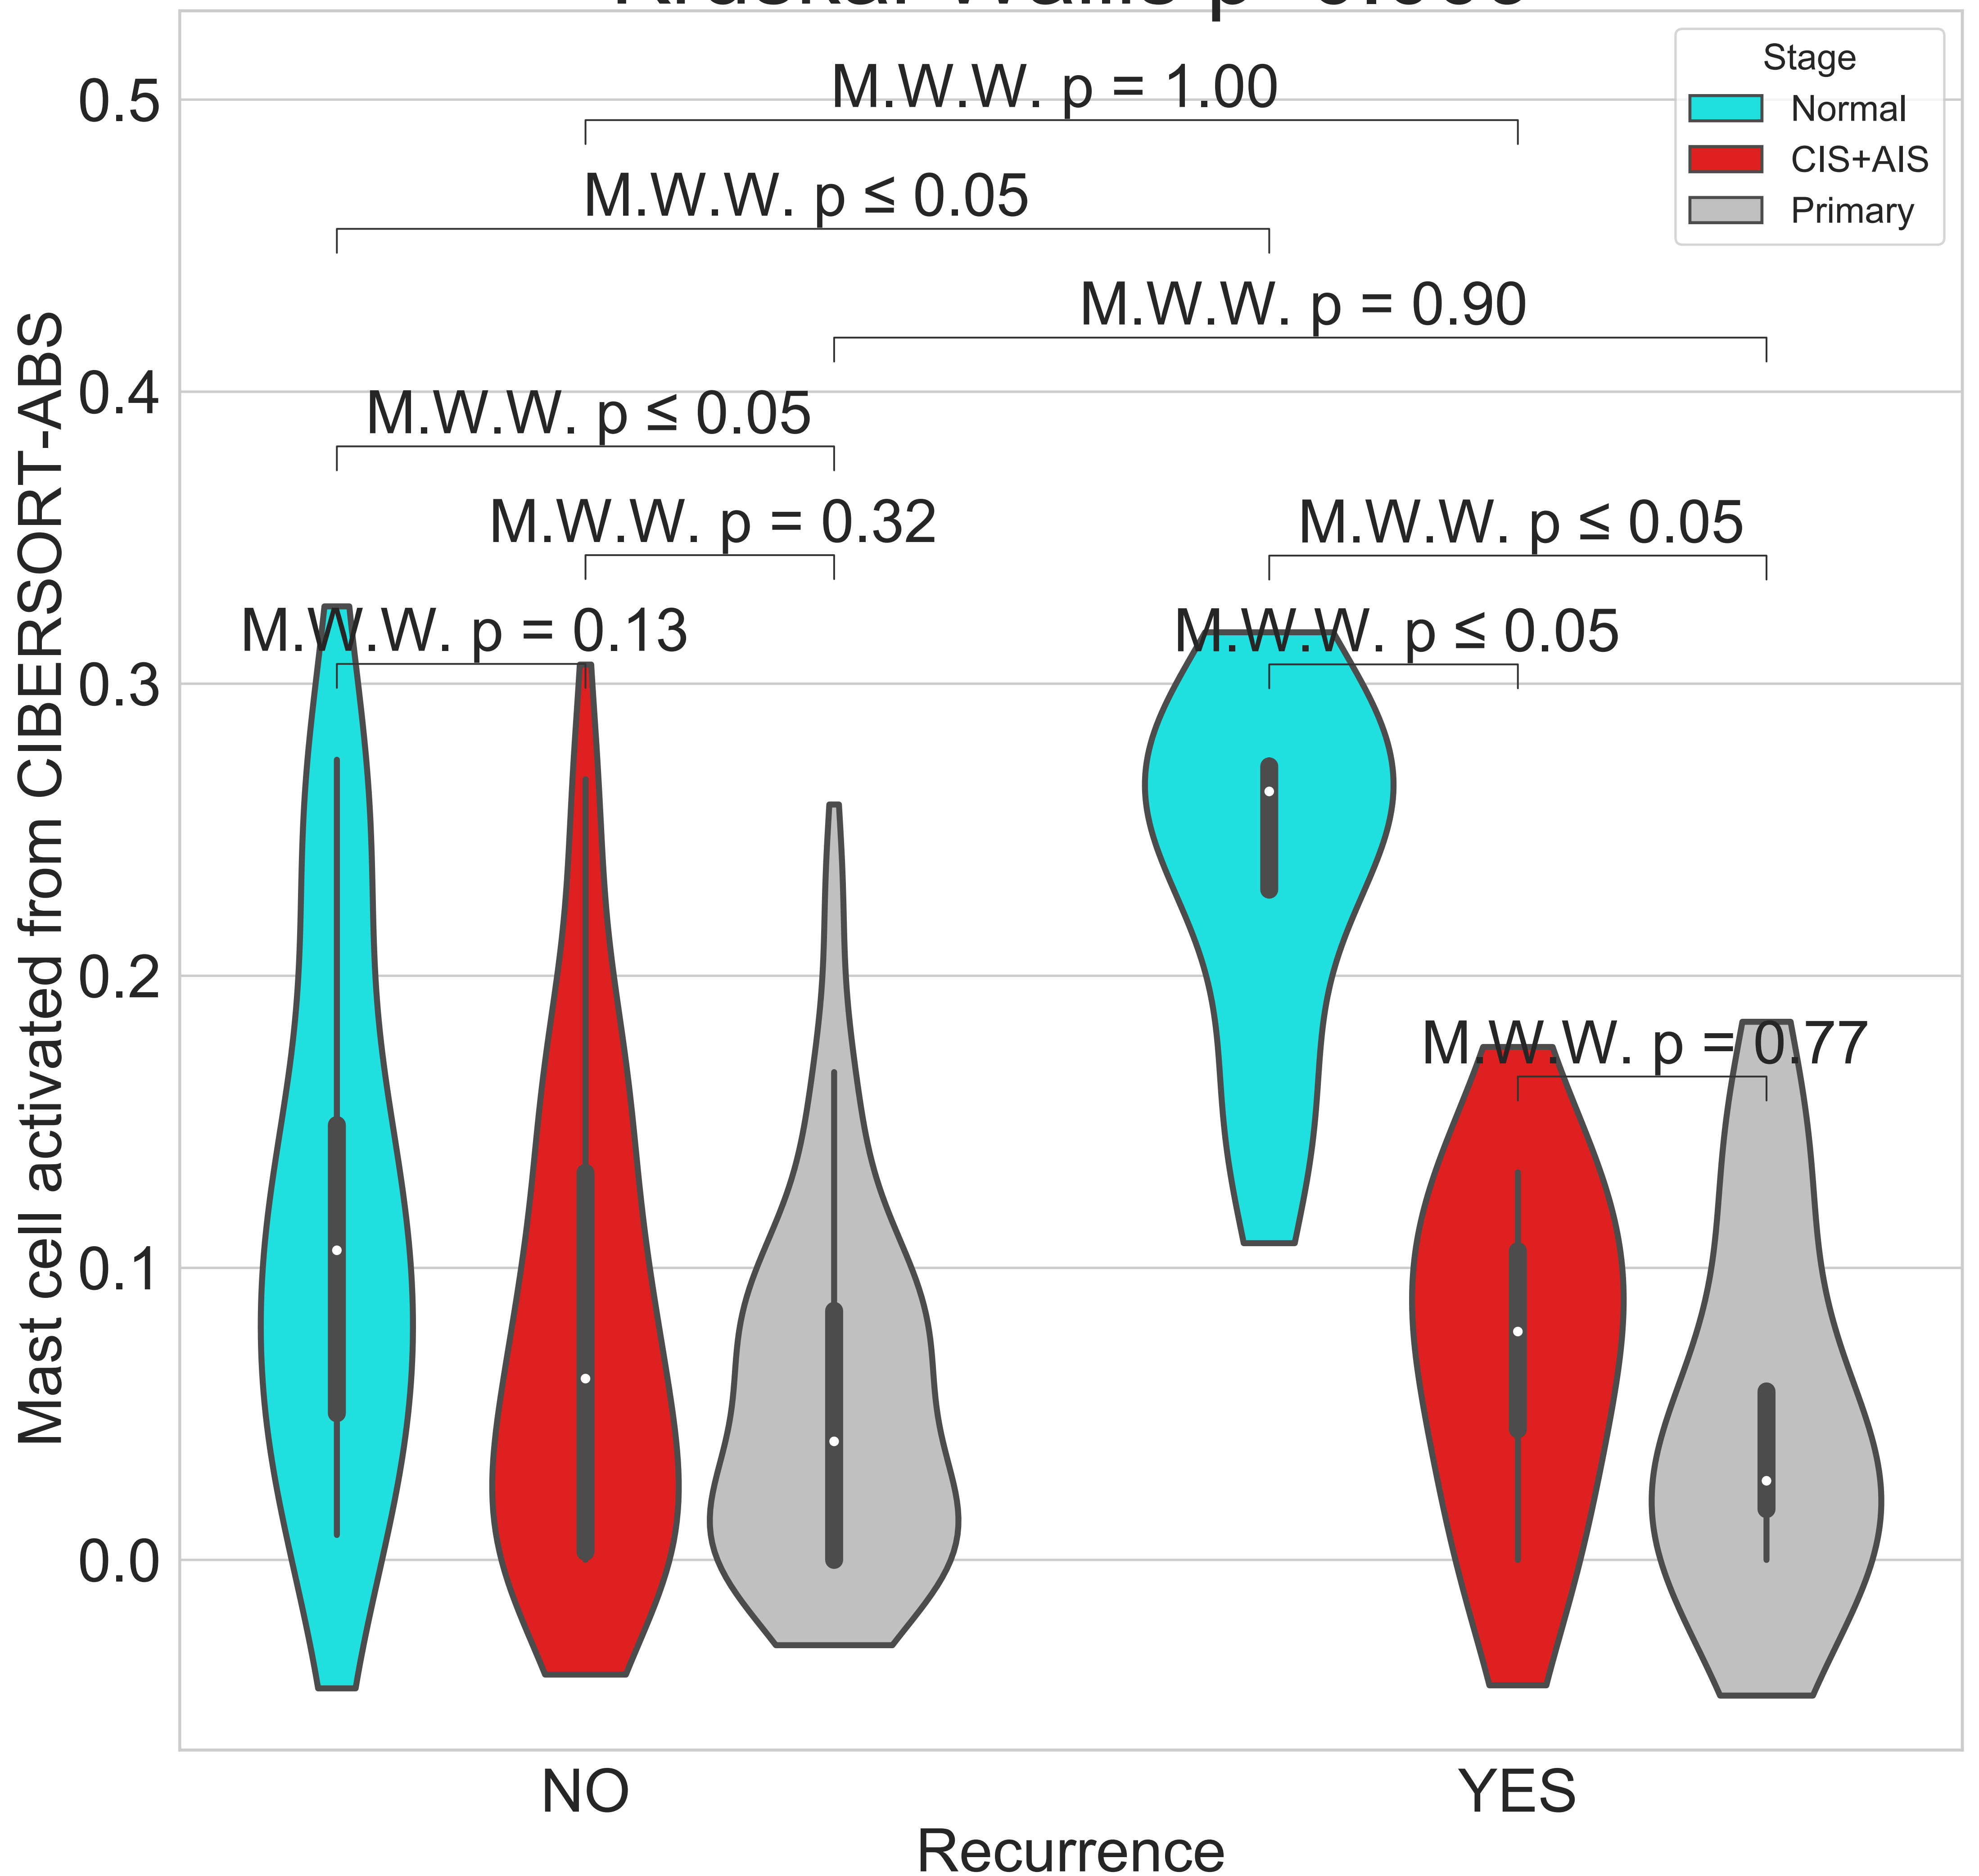 M.W.W. p = 1.00
M.W.W. p ≤ 0.05
M.W.W. p = 0.90
M.W.W. p ≤ 0.05
M.W.W. p = 0.32
M.W.W. p ≤ 0.05
M.W.W. p = 0.13
M.W.W. p ≤ 0.05
M.W.W. p = 0.77
Stage
Normal
CIS+AIS
Primary
Mast cell activated from CIBERSORT-ABS
0.5
0.4
0.3
0.2
0.1
0.0
NO
YES
Recurrence